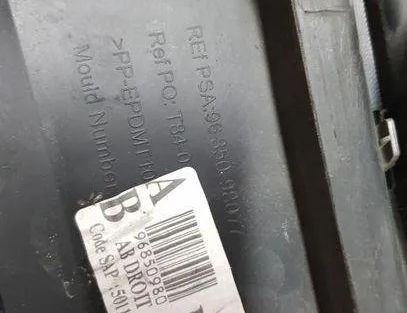 REf PSA:96 850 980 77
Ref PO: T84-0
>PP-EPDM T10
Mould Number
A
B
96850980
AB DROIT
Code SAP 5011